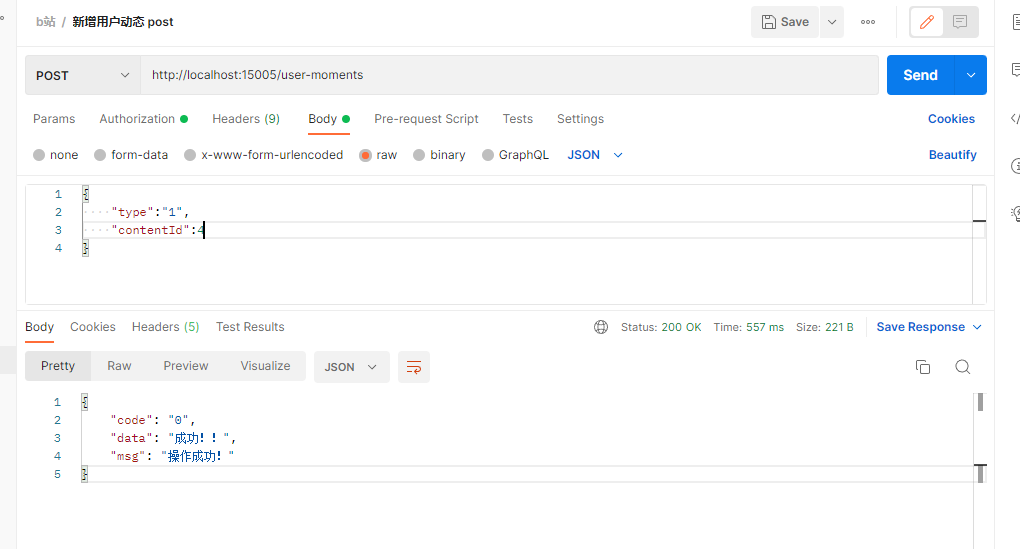 b站 / 新增用户动态 post
Save
POST http://localhost:15005/user-moments Send
Params Authorization Headers (9) Body Pre-request Script Tests Settings Cookies
none form-data x-www-form-urlencoded raw binary GraphQL JSON Beautify
1 {
2 "type":"1",
3 "contentId":4
4 }
Body Cookies Headers (5) Test Results Status: 200 OK Time: 557 ms Size: 221 B Save Response
Pretty Raw Preview Visualize JSON
1 {
2 "code": "0",
3 "data": "成功！！",
4 "msg": "操作成功！"
5 }